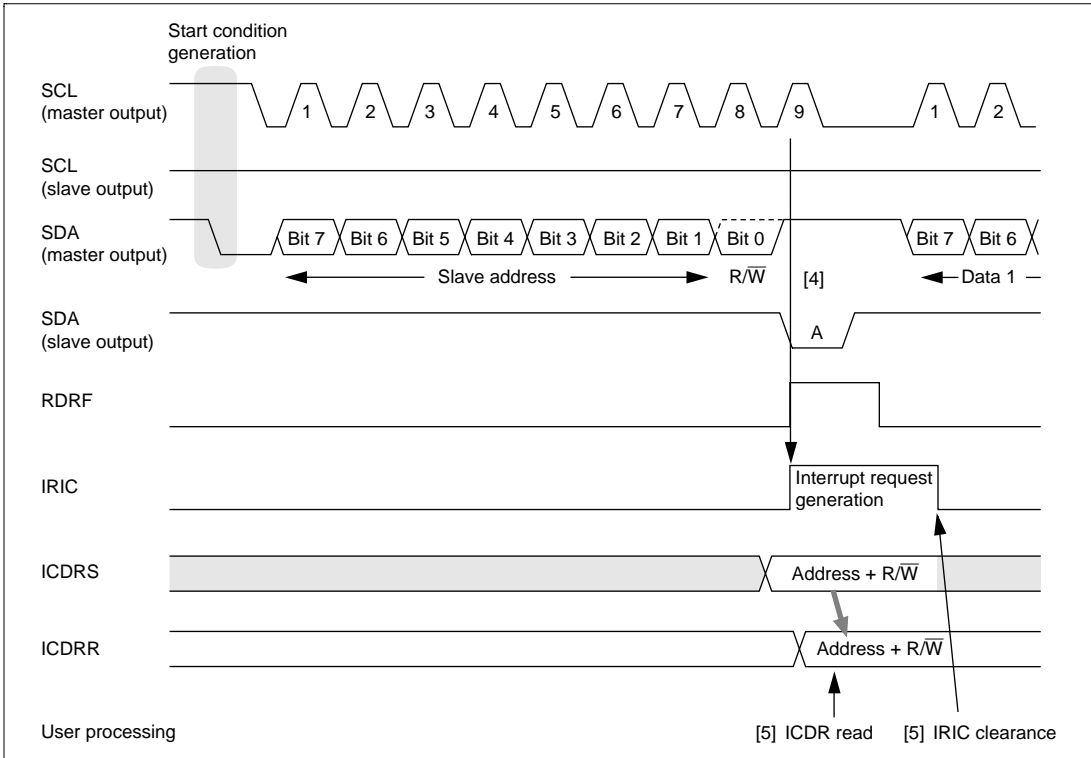 Start condition
generation
SCL
(master output)
1 2 3 4 5 6 7 8 9 1 2
SCL
(slave output)
SDA
(master output)
Bit 7 Bit 6 Bit 5 Bit 4 Bit 3 Bit 2 Bit 1 Bit 0 Bit 7 Bit 6
Slave address R/W̅ [4] Data 1
SDA
(slave output)
A
RDRF
IRIC
Interrupt request
generation
ICDRS
Address + R/W̅
ICDRR
Address + R/W̅
User processing
[5] ICDR read
[5] IRIC clearance